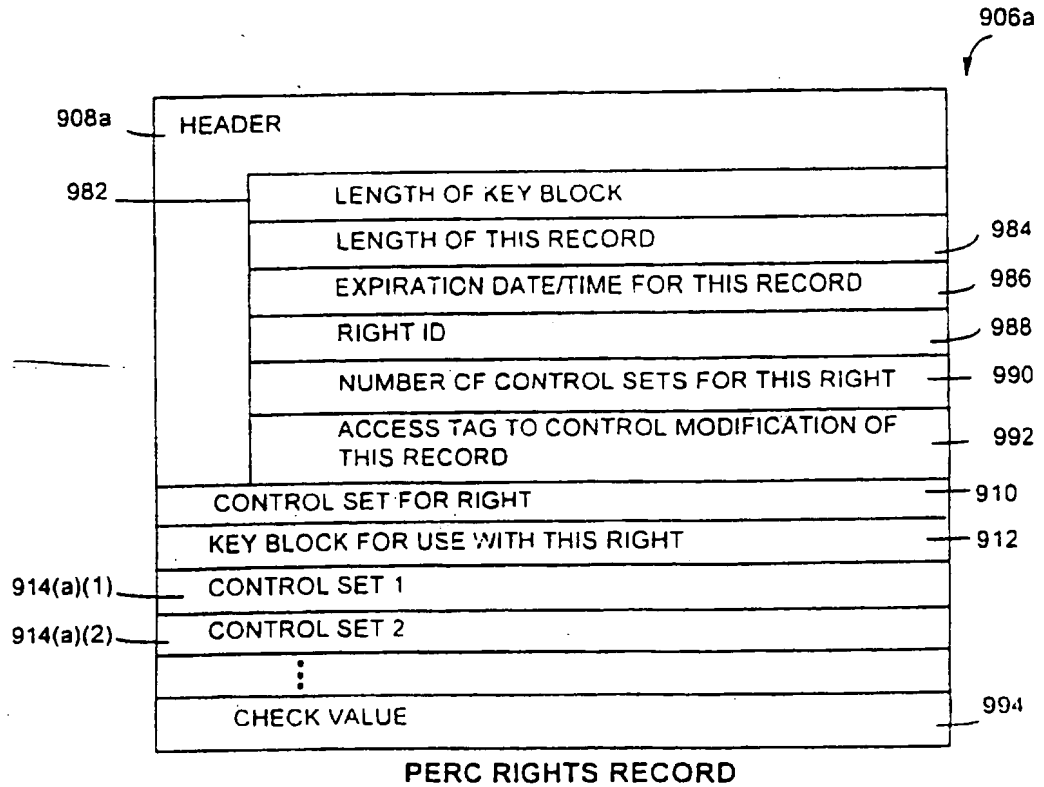 906a
908a
HEADER
982
LENGTH OF KEY BLOCK
LENGTH OF THIS RECORD
984
EXPIRATION DATE/TIME FOR THIS RECORD
986
RIGHT ID
988
NUMBER OF CONTROL SETS FOR THIS RIGHT
990
ACCESS TAG TO CONTROL MODIFICATION OF
THIS RECORD
992
CONTROL SET FOR RIGHT
910
KEY BLOCK FOR USE WITH THIS RIGHT
912
914(a)(1)
CONTROL SET 1
914(a)(2)
CONTROL SET 2
CHECK VALUE
994
PERC RIGHTS RECORD